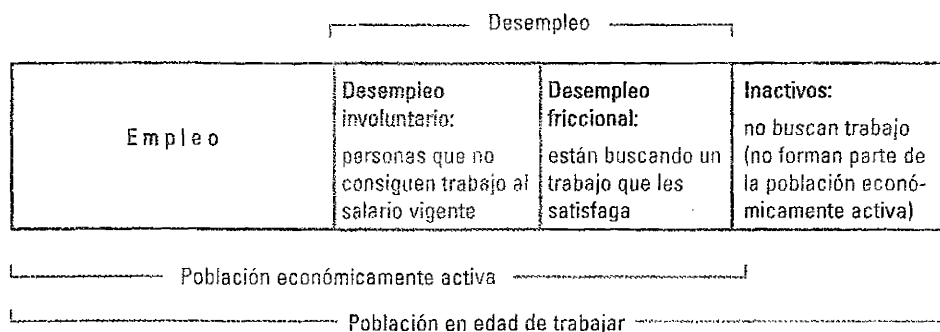 Desempleo
Empleo
Desempleo
involuntario:
personas que no
consiguen trabajo al
salario vigente
Desempleo
friccional:
están buscando un
trabajo que les
satisfaga
Inactivos:
no buscan trabajo
(no forman parte de
la población econó-
micamente activa)
Población económicamente activa
Población en edad de trabajar